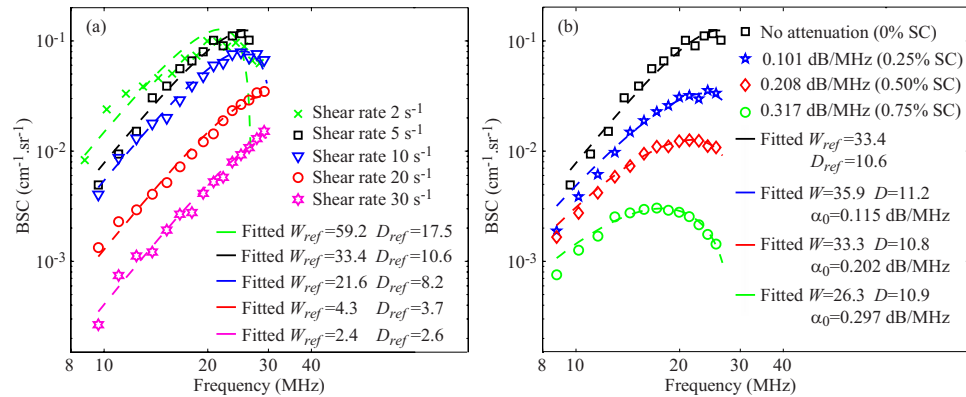 (a)
BSC (cm⁻¹.sr⁻¹)
10⁻¹
10⁻²
10⁻³
Shear rate 2 s⁻¹
Shear rate 5 s⁻¹
Shear rate 10 s⁻¹
Shear rate 20 s⁻¹
Shear rate 30 s⁻¹
Fitted W_ref=59.2 D_ref=17.5
Fitted W_ref=33.4 D_ref=10.6
Fitted W_ref=21.6 D_ref=8.2
Fitted W_ref=4.3 D_ref=3.7
Fitted W_ref=2.4 D_ref=2.6
8 10 20 30 40
Frequency (MHz)
(b)
BSC (cm⁻¹.sr⁻¹)
10⁻¹
10⁻²
10⁻³
No attenuation (0% SC)
0.101 dB/MHz (0.25% SC)
0.208 dB/MHz (0.50% SC)
0.317 dB/MHz (0.75% SC)
Fitted W_ref=33.4
D_ref=10.6
Fitted W=35.9 D=11.2
α₀=0.115 dB/MHz
Fitted W=33.3 D=10.8
α₀=0.202 dB/MHz
Fitted W=26.3 D=10.9
α₀=0.297 dB/MHz
8 10 20 30 40
Frequency (MHz)